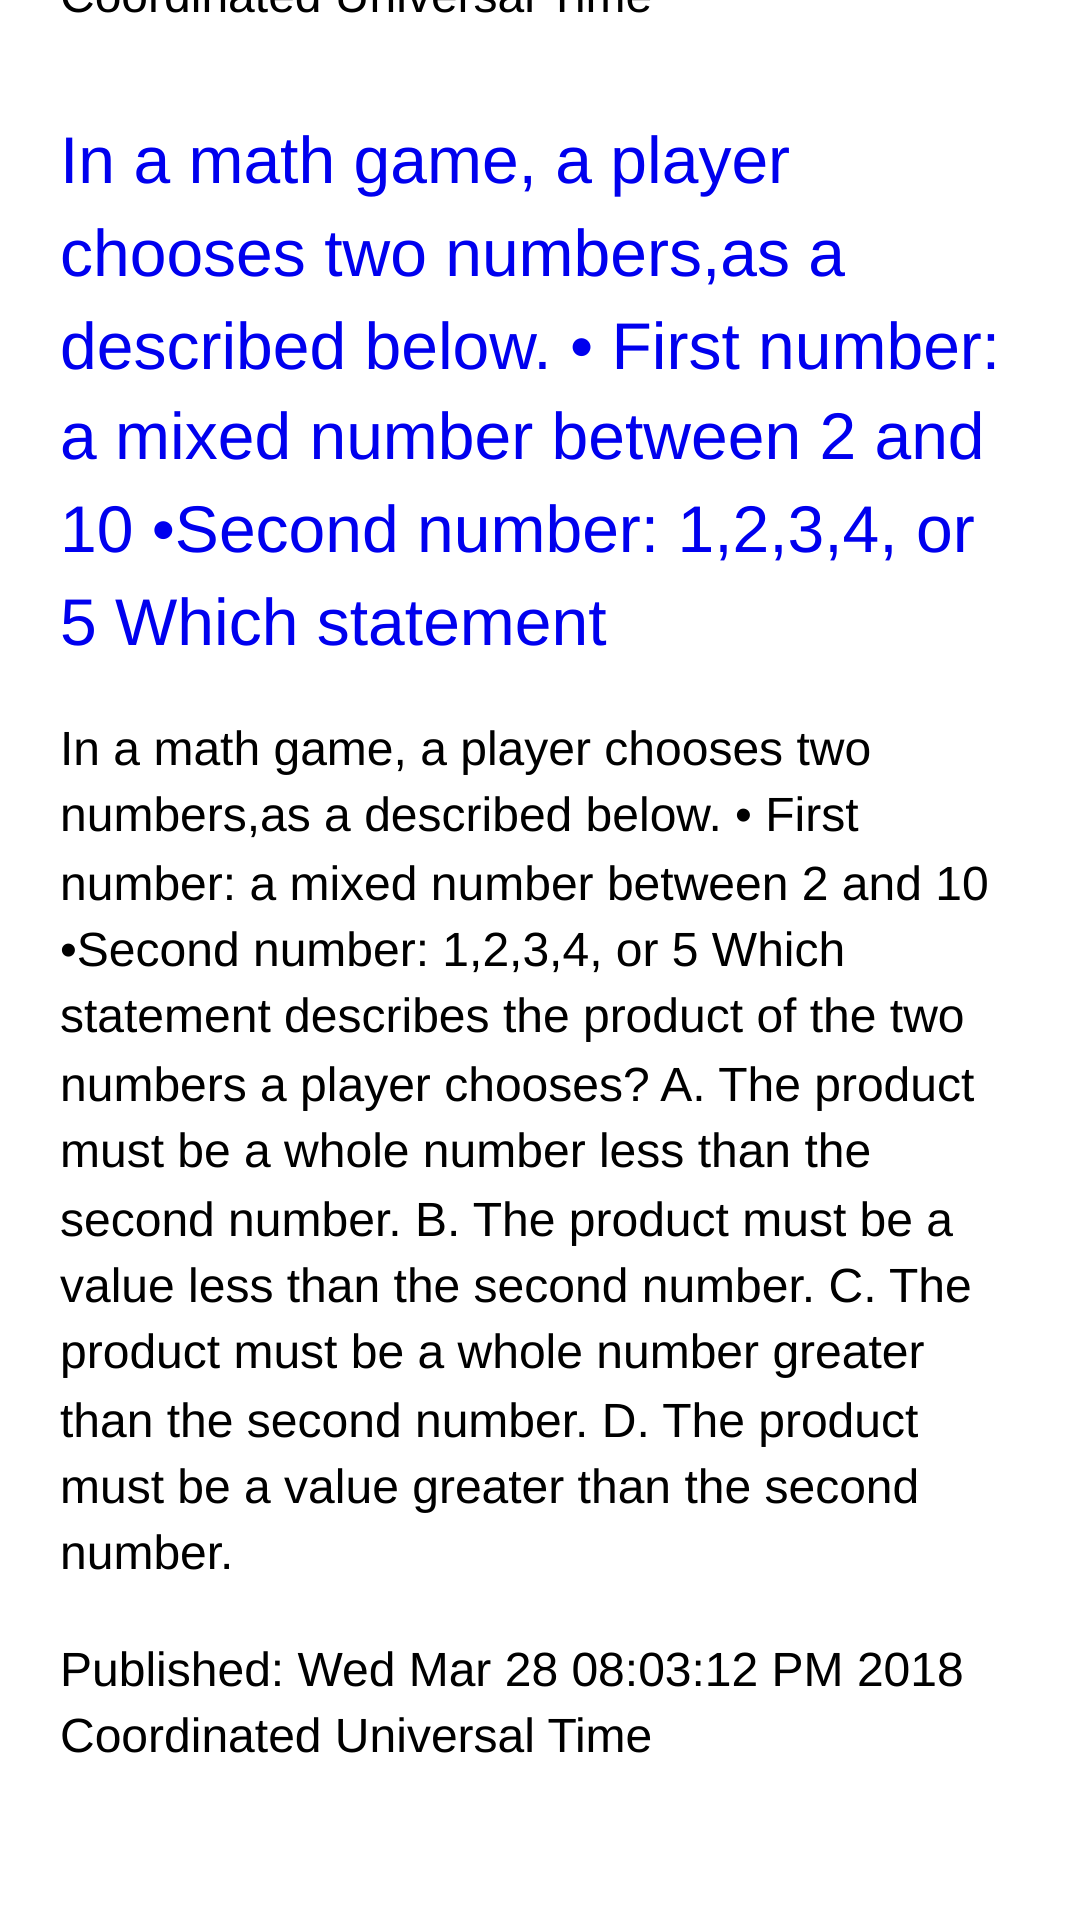 Coordinated Universal Time
In a math game, a player
chooses two numbers,as a
described below. • First number:
a mixed number between 2 and
10 •Second number: 1,2,3,4, or
5 Which statement
In a math game, a player chooses two
numbers,as a described below. • First
number: a mixed number between 2 and 10
•Second number: 1,2,3,4, or 5 Which
statement describes the product of the two
numbers a player chooses? A. The product
must be a whole number less than the
second number. B. The product must be a
value less than the second number. C. The
product must be a whole number greater
than the second number. D. The product
must be a value greater than the second
number.
Published: Wed Mar 28 08:03:12 PM 2018
Coordinated Universal Time